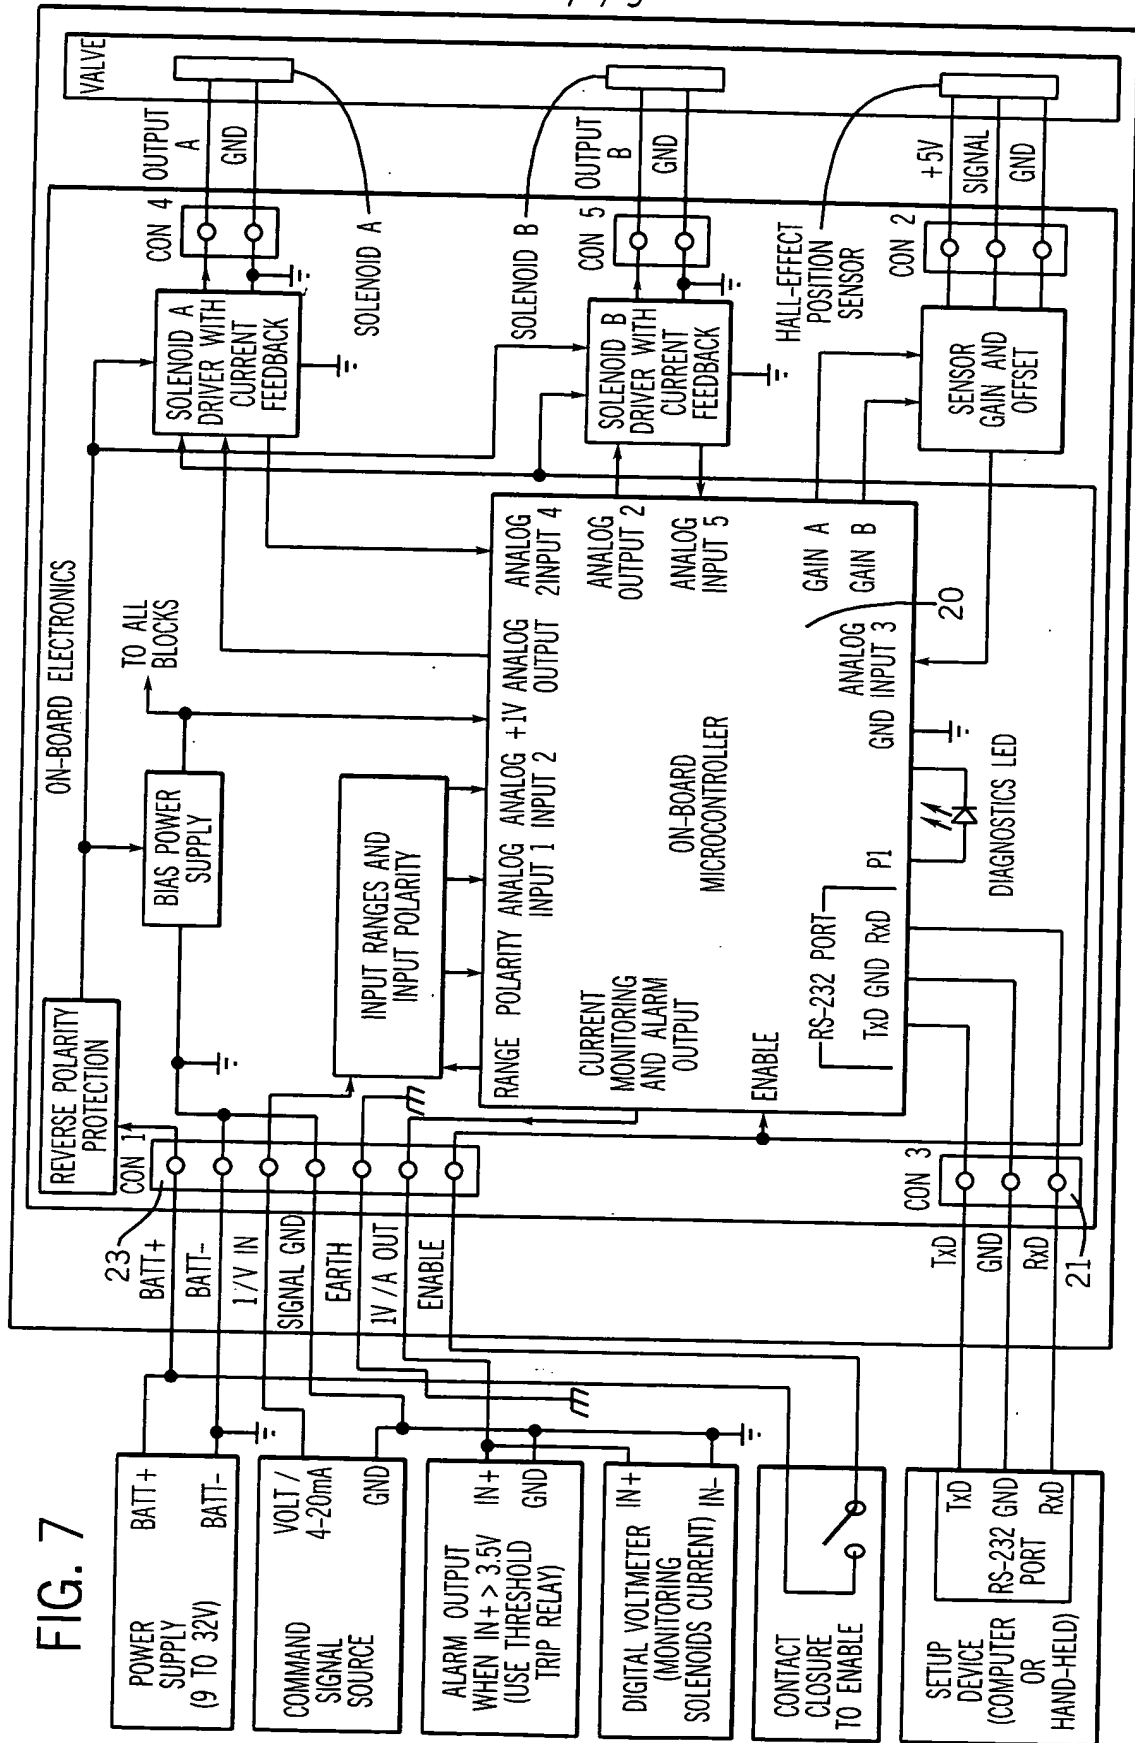 FIG. 7
POWER
SUPPLY
(9 TO 32V)
BATT+
BATT-
COMMAND
SIGNAL
SOURCE
VOLT /
4-20mA
GND
ALARM OUTPUT
WHEN IN+ > 3.5V
(USE THRESHOLD
TRIP RELAY)
IN+
GND
DIGITAL VOLTMETER
(MONITORING
SOLENOIDS CURRENT)
IN+
IN-
CONTACT
CLOSURE
TO ENABLE
SETUP
DEVICE
(COMPUTER
OR
HAND-HELD)
TxD
RS-232 GND
PORT
RxD
23
BATT+
BATT-
1/V IN
SIGNAL GND
EARTH
1V /A OUT
ENABLE
TxD
GND
RxD
21
CON 1
CON 3
REVERSE POLARITY
PROTECTION
ON-BOARD ELECTRONICS
BIAS POWER
SUPPLY
TO ALL
BLOCKS
INPUT RANGES AND
INPUT POLARITY
RANGE
POLARITY
ANALOG
INPUT 1
ANALOG
INPUT 2
+1V
ANALOG
OUTPUT
ANALOG
2INPUT 4
CURRENT
MONITORING
AND ALARM
OUTPUT
ON-BOARD
MICROCONTROLLER
ANALOG
OUTPUT 2
ANALOG
INPUT 5
ENABLE
RS-232 PORT
TxD GND RxD
P1
GND
ANALOG
INPUT 3
GAIN A
GAIN B
20
DIAGNOSTICS LED
SOLENOID A
DRIVER WITH
CURRENT
FEEDBACK
SOLENOID B
DRIVER WITH
CURRENT
FEEDBACK
SENSOR
GAIN AND
OFFSET
CON 4
CON 5
CON 2
SOLENOID A
SOLENOID B
HALL-EFFECT
POSITION
SENSOR
OUTPUT
A
GND
OUTPUT
B
GND
+5V
SIGNAL
GND
VALVE